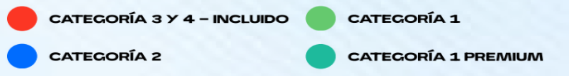 CATEGORÍA 3 Y 4 – INCLUIDO
CATEGORÍA 1
CATEGORÍA 2
CATEGORÍA 1 PREMIUM